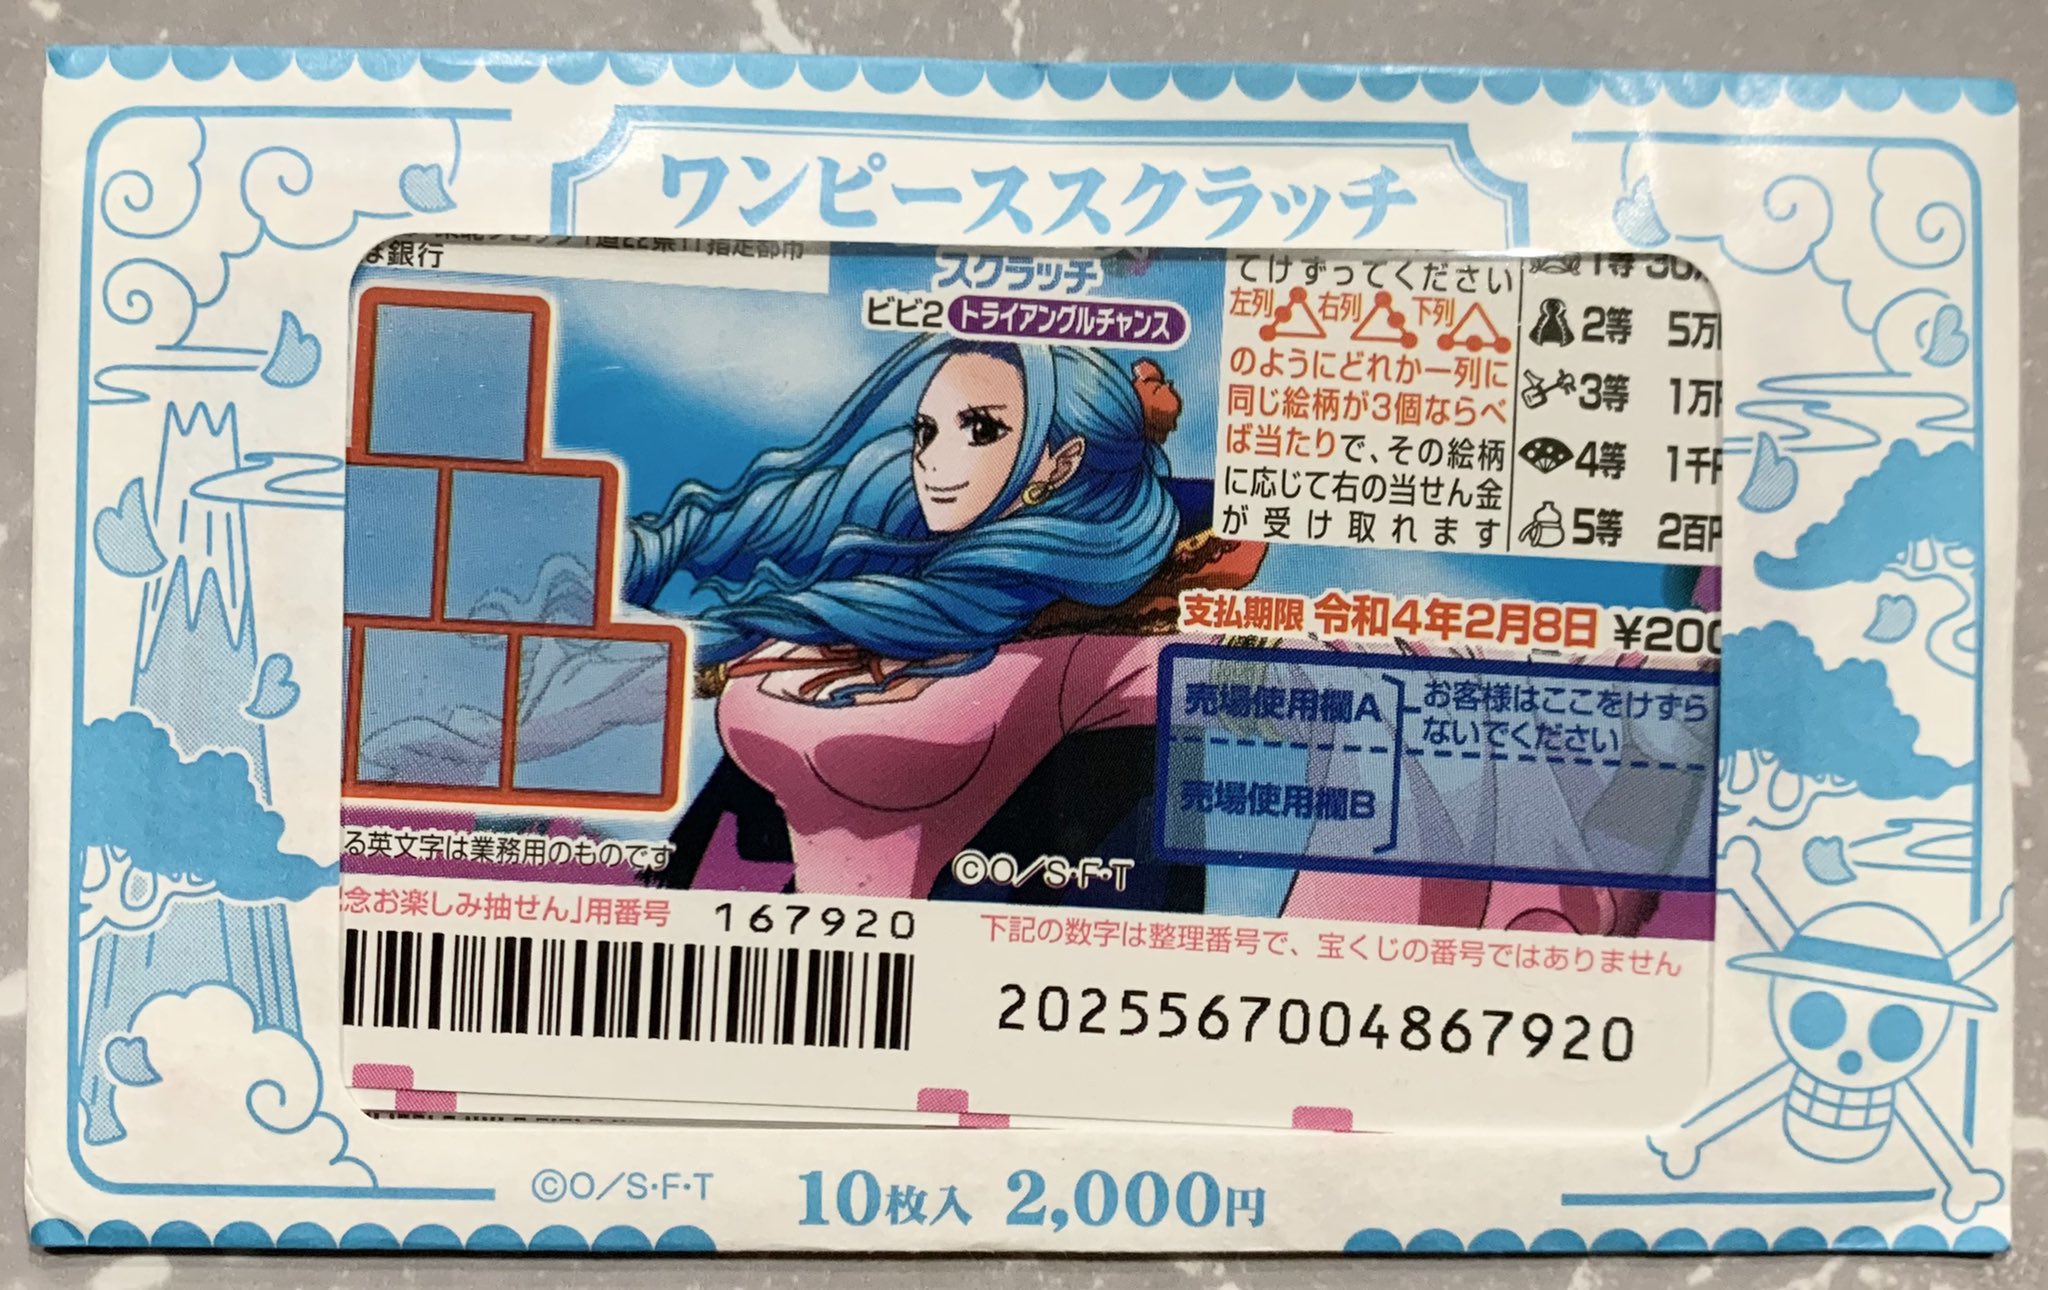 ワンピーススクラッチ
は銀行
スクラッチ
ビビ2 トライアングルチャンス
てけずってください
左列 右列 下列
のようにどれか一列に
同じ絵柄が3個ならべ
ば当たりで、その絵柄
に応じて右の当せん金
が受け取れます
1等
2等 5万
3等 1万
4等 1千
5等 2百
支払期限 令和4年2月8日 ¥200
売場使用欄A
売場使用欄B
お客様はここをけずら
ないでください
る英文字は業務用のものです
©O/S・F・T
念お楽しみ抽せん」用番号 167920
下記の数字は整理番号で、宝くじの番号ではありません
2025567004867920
©O/S・F・T
10枚入 2,000円